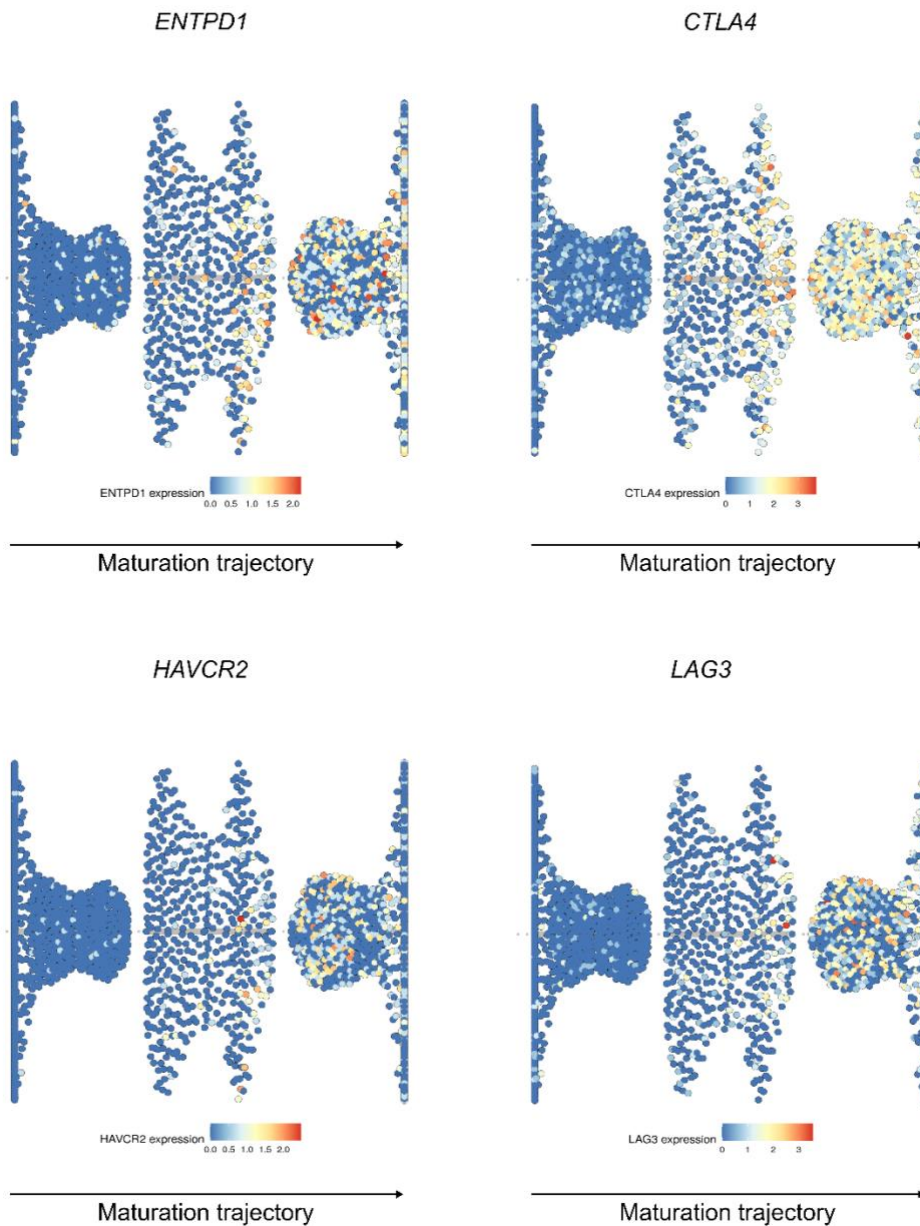 ENTPD1
CTLA4
ENTPD1 expression
0.0 0.5 1.0 1.5 2.0
CTLA4 expression
0 1 2 3
Maturation trajectory
Maturation trajectory
HAVCR2
LAG3
HAVCR2 expression
0.0 0.5 1.0 1.5 2.0
LAG3 expression
0 1 2 3
Maturation trajectory
Maturation trajectory